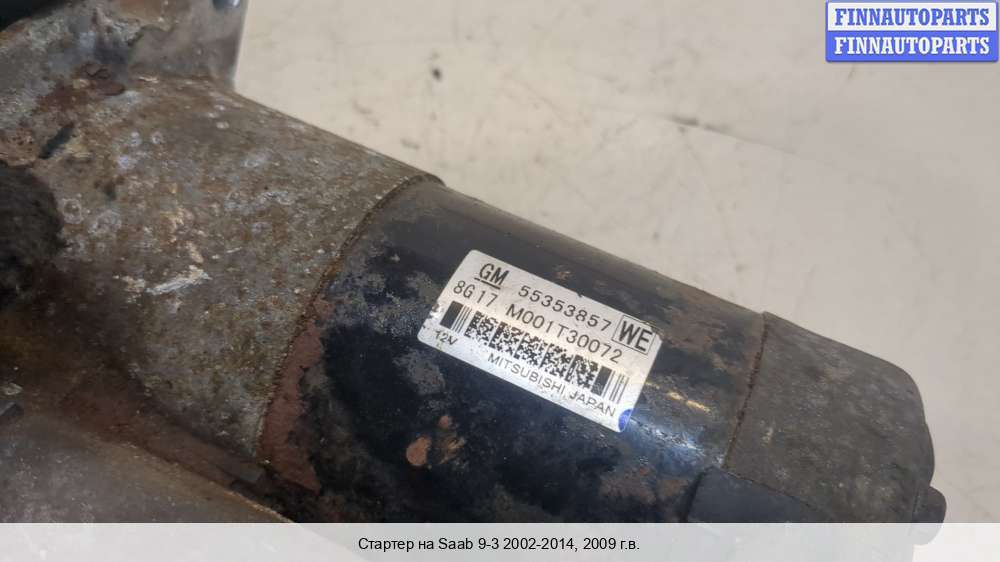 FINNAUTOPARTS
FINNAUTOPARTS
GM 55353857 WE
8G17 M001T30072
12V MITSUBISHI JAPAN
Стартер на Saab 9-3 2002-2014, 2009 г.в.